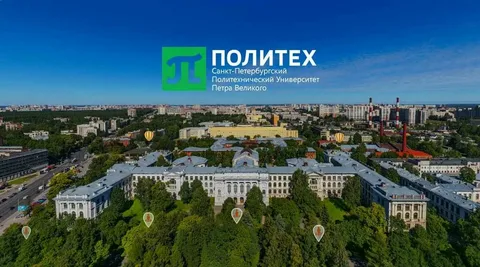 ПОЛИТЕХ
Санкт-Петербургский
Политехнический Университет
Петра Великого